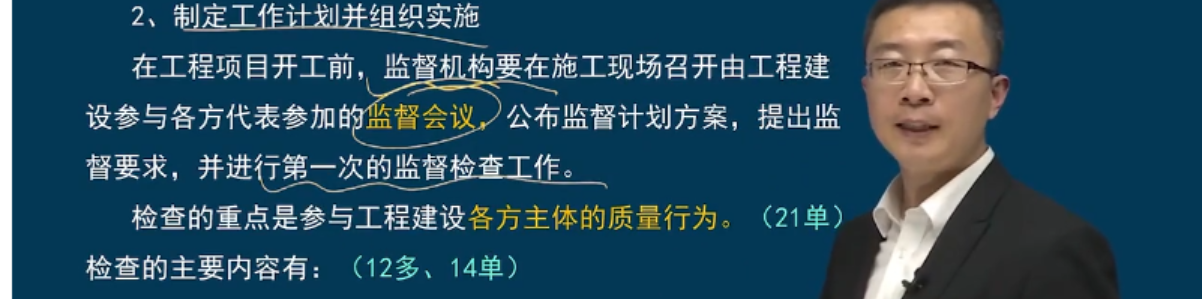 2、制定工作计划并组织实施
在工程项目开工前，监督机构要在施工现场召开由工程建
设参与各方代表参加的监督会议，公布监督计划方案，提出监
督要求，并进行第一次的监督检查工作。
检查的重点是参与工程建设各方主体的质量行为。（21单）
检查的主要内容有：（12多、14单）